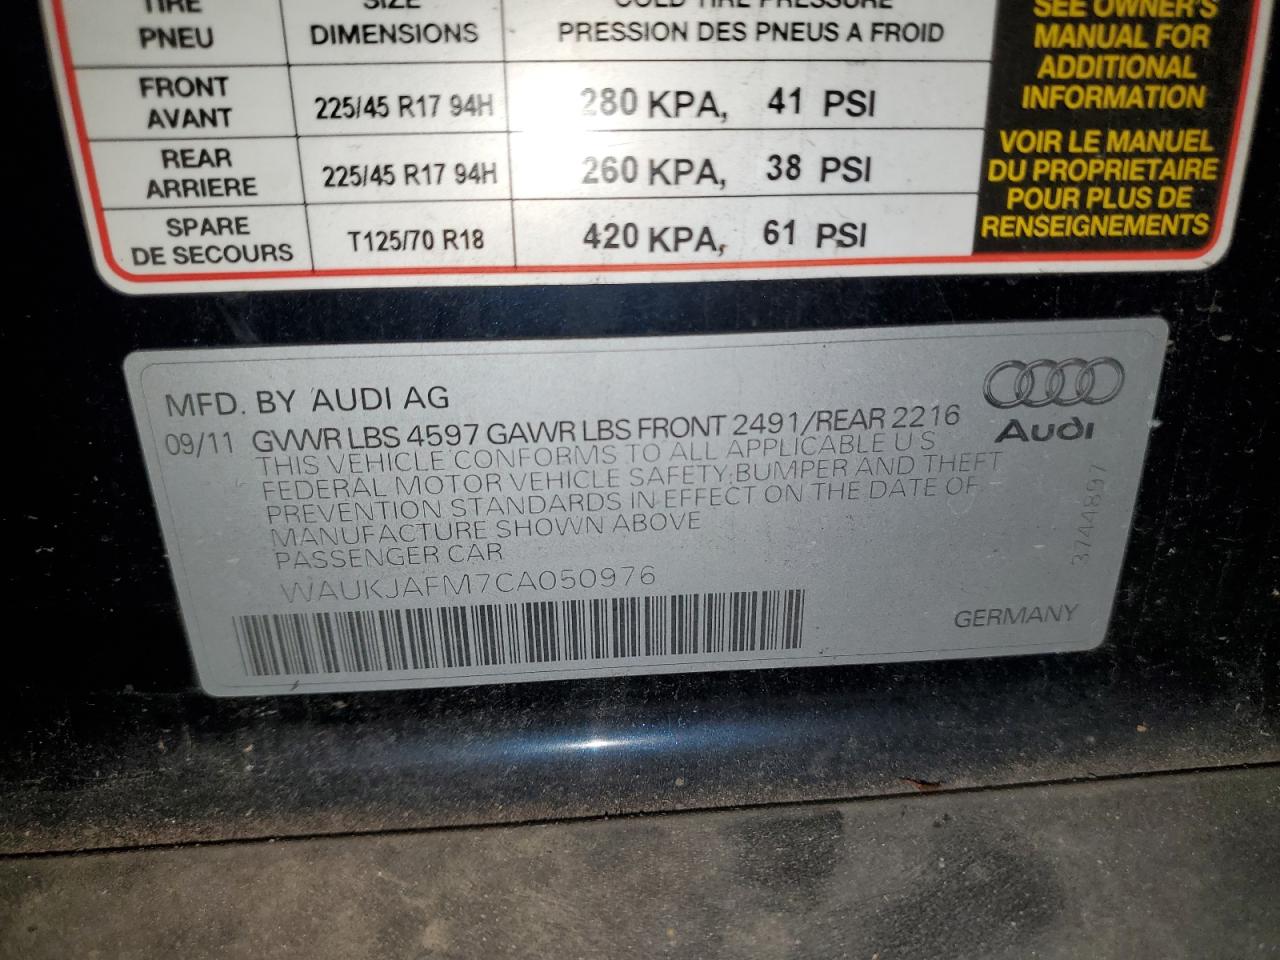 TIRE SIZE COLD TIRE PRESSURE
PNEU DIMENSIONS PRESSION DES PNEUS A FROID
FRONT
AVANT 225/45 R17 94H 280 KPA, 41 PSI
REAR
ARRIERE 225/45 R17 94H 260 KPA, 38 PSI
SPARE
DE SECOURS T125/70 R18 420 KPA, 61 PSI
SEE OWNER'S
MANUAL FOR
ADDITIONAL
INFORMATION
VOIR LE MANUEL
DU PROPRIETAIRE
POUR PLUS DE
RENSEIGNEMENTS
MFD. BY AUDI AG
09/11 GVWR LBS 4597 GAWR LBS FRONT 2491/REAR 2216
THIS VEHICLE CONFORMS TO ALL APPLICABLE U S
FEDERAL MOTOR VEHICLE SAFETY, BUMPER AND THEFT
PREVENTION STANDARDS IN EFFECT ON THE DATE OF
MANUFACTURE SHOWN ABOVE
PASSENGER CAR
WAUKJAFM7CA050976
Audi
3744897
GERMANY